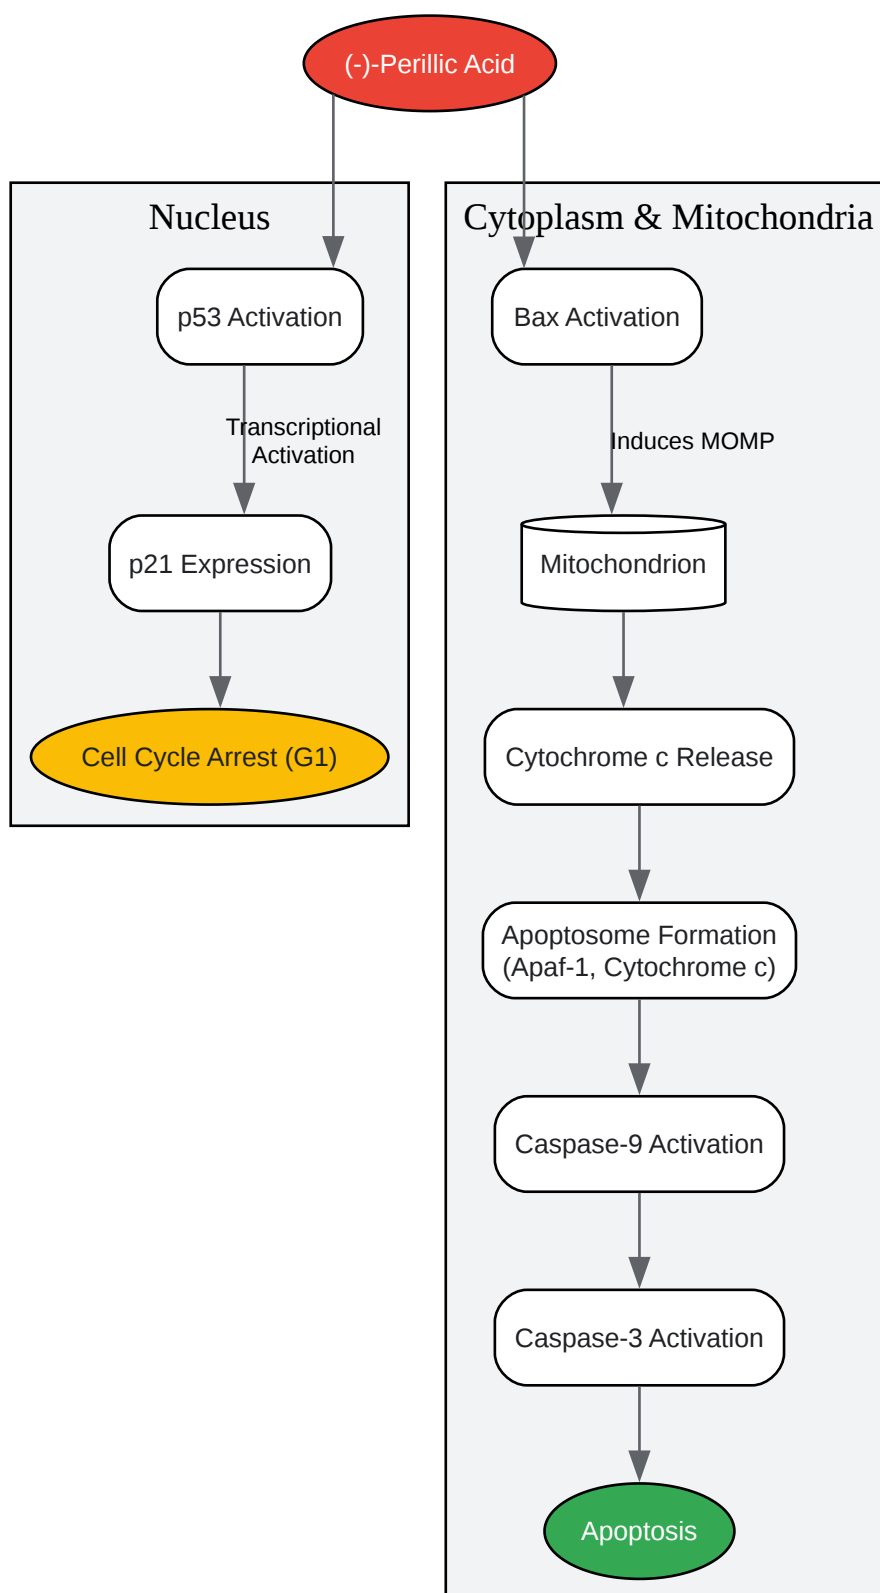 (-)-Perillic Acid
Nucleus
p53 Activation
Transcriptional
Activation
p21 Expression
Cell Cycle Arrest (G1)
Cytoplasm & Mitochondria
Bax Activation
Induces MOMP
Mitochondrion
Cytochrome c Release
Apoptosome Formation
(Apaf-1, Cytochrome c)
Caspase-9 Activation
Caspase-3 Activation
Apoptosis